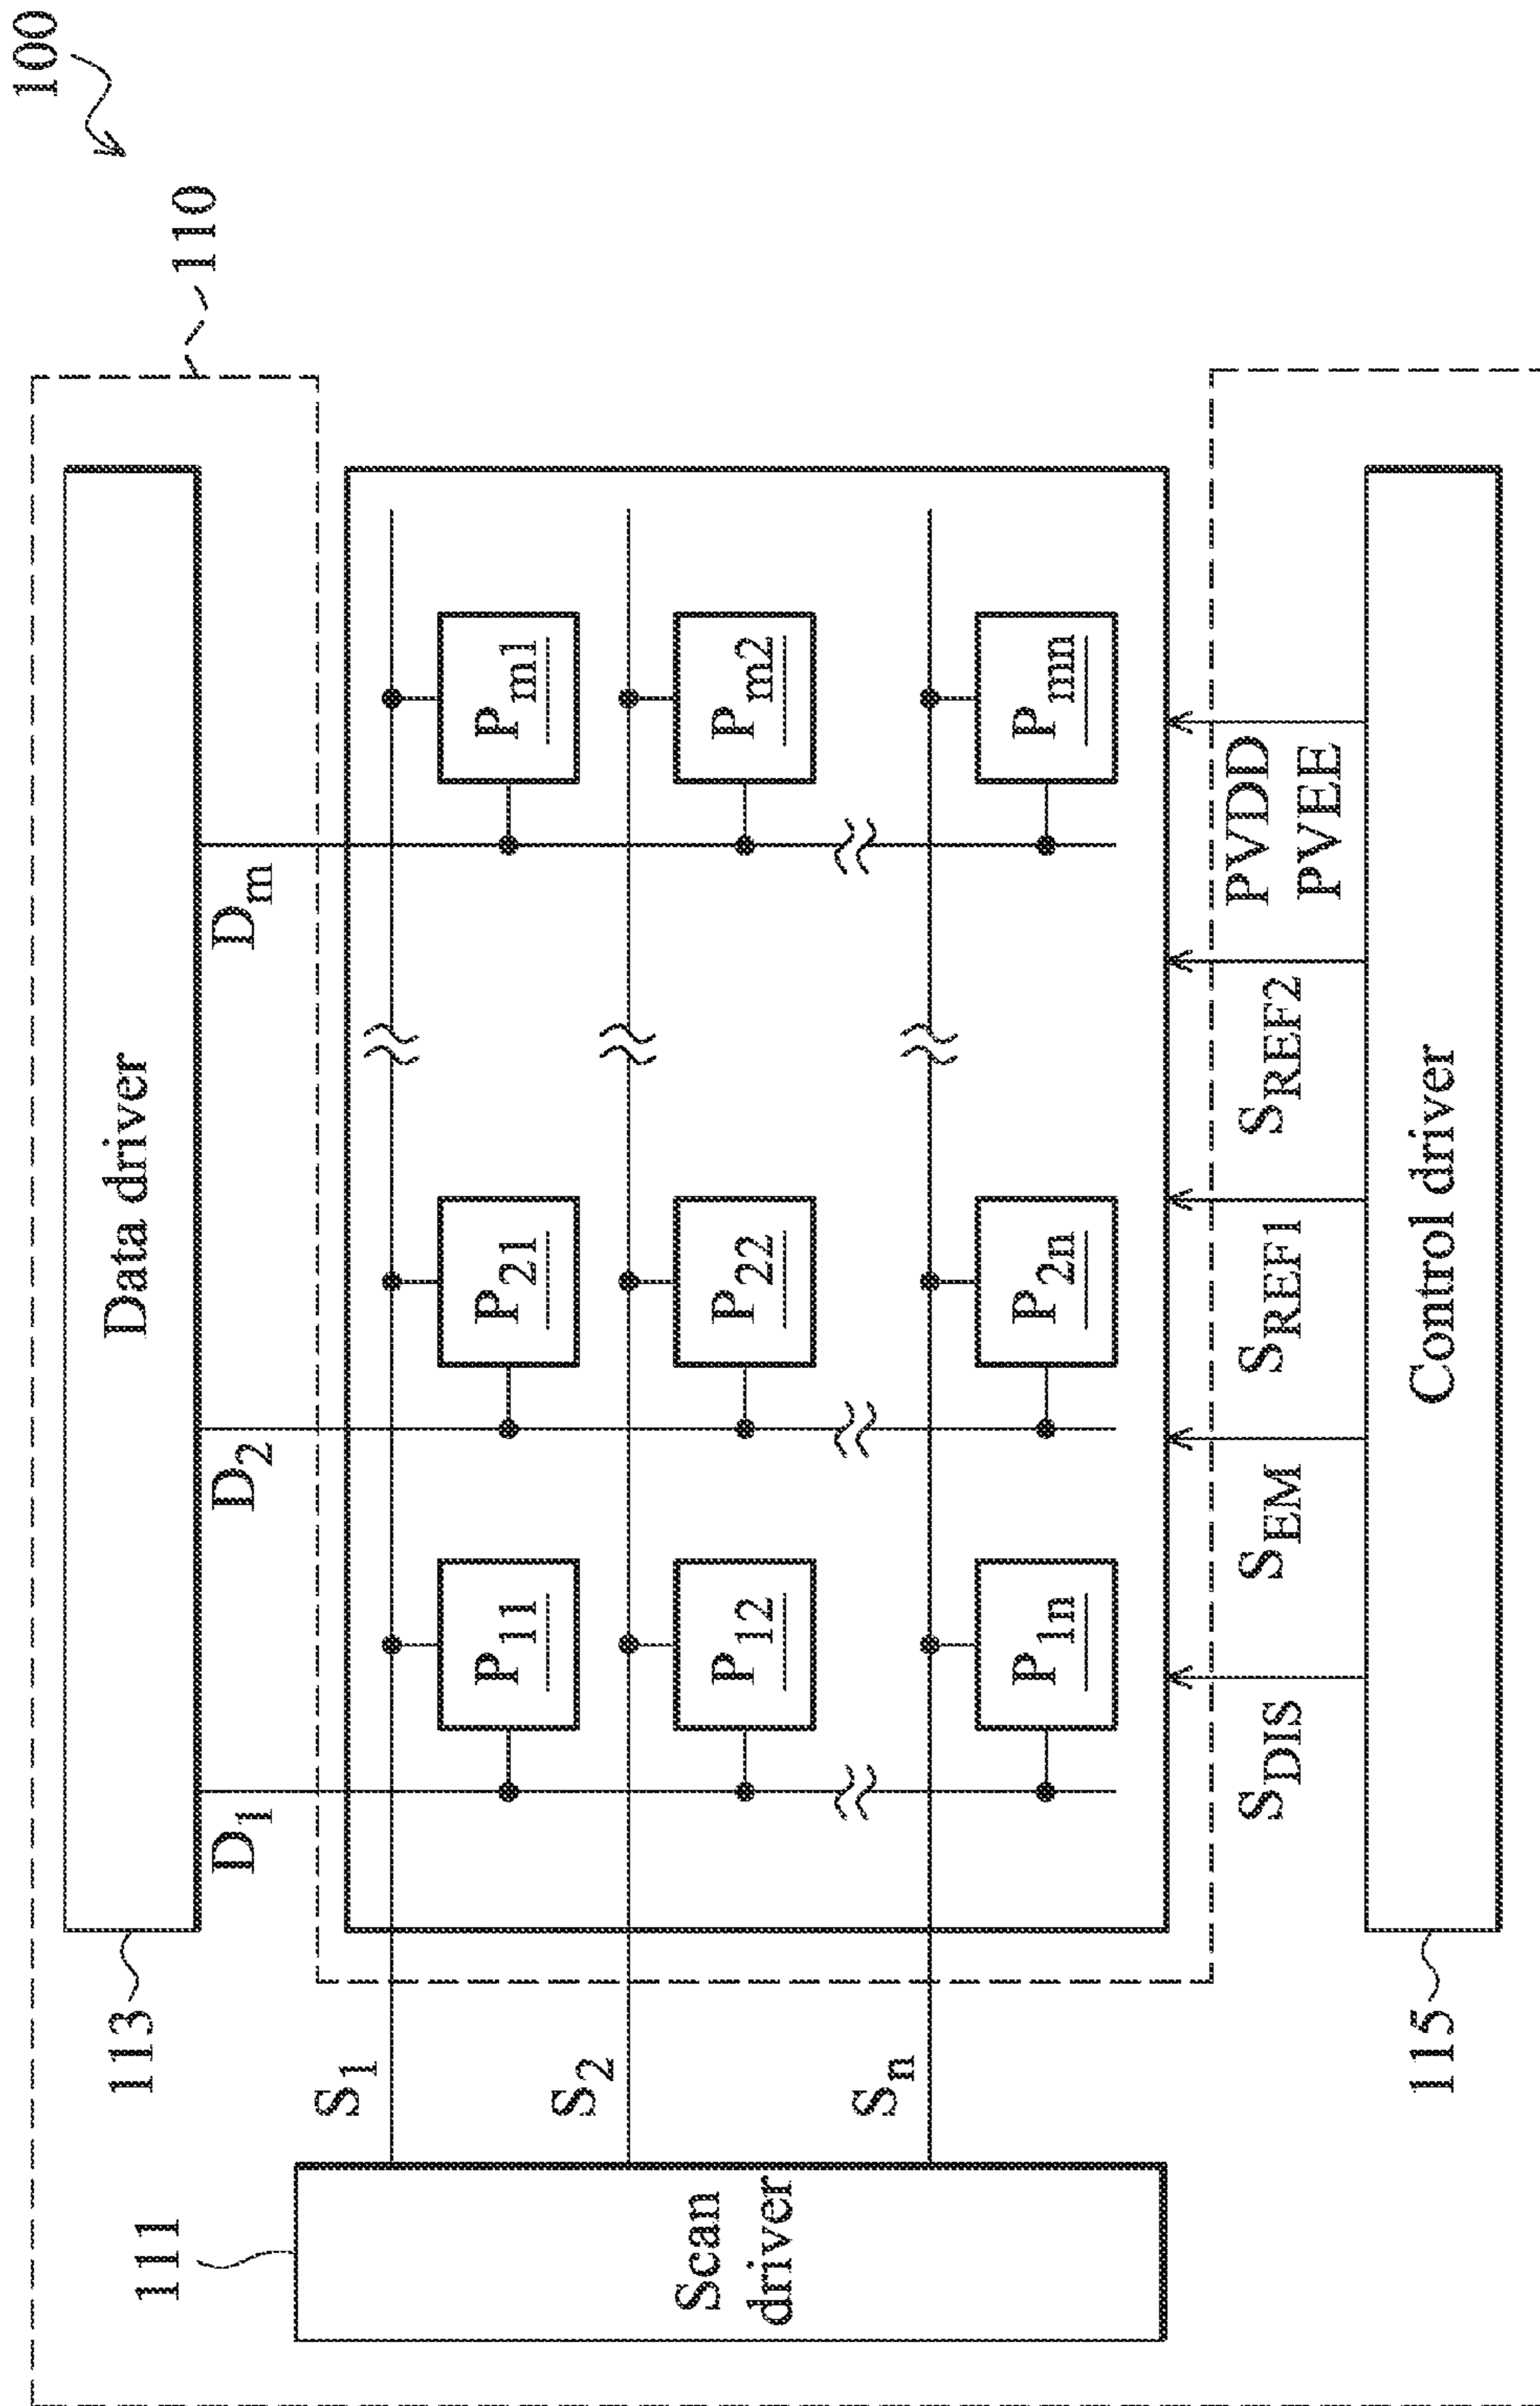 100
110
113
Data driver
D1
D2
Dm
111
Scan
driver
S1
S2
Sn
P11
P21
Pm1
P12
P22
Pm2
P1n
P2n
Pmn
SDIS
SEM
SREF1
SREF2
PVDD
PVEE
115
Control driver